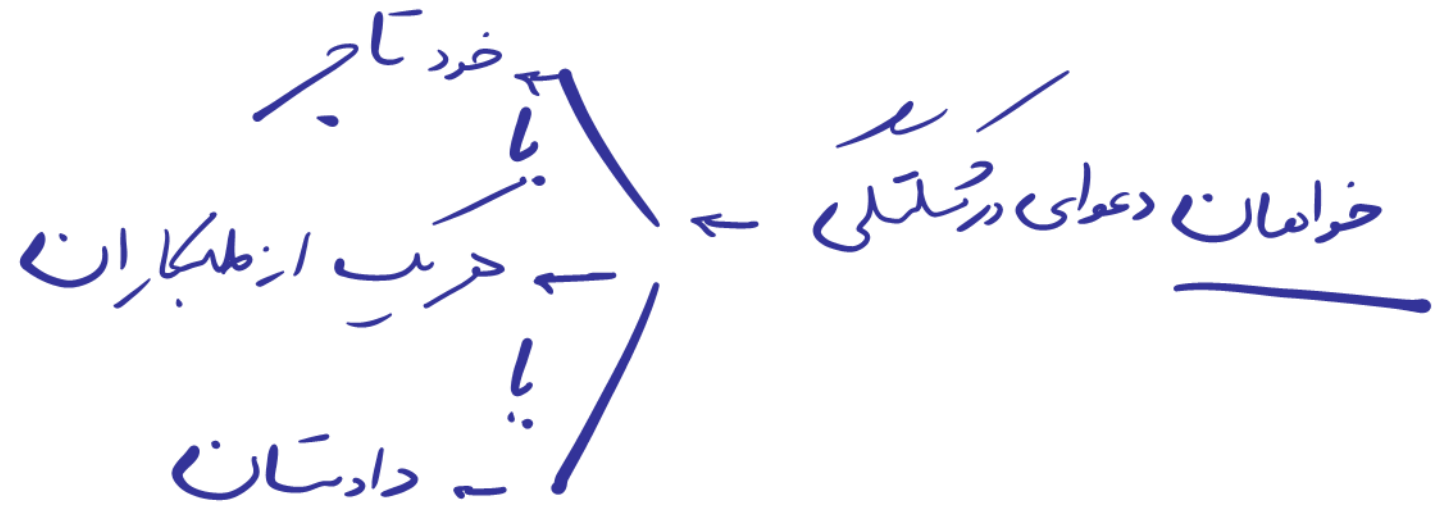 خواهان دعوای ورشکستگی ←
← خود تاجر
یا
← هر یک از طلبکاران
یا
← دادستان